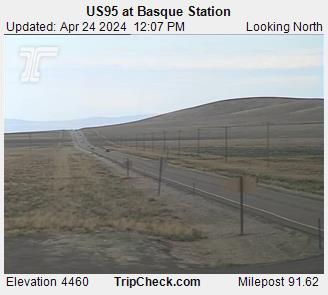 US95 at Basque Station
Updated: Apr 24 2024 12:07 PM
Looking North
Elevation 4460
TripCheck.com
Milepost 91.62